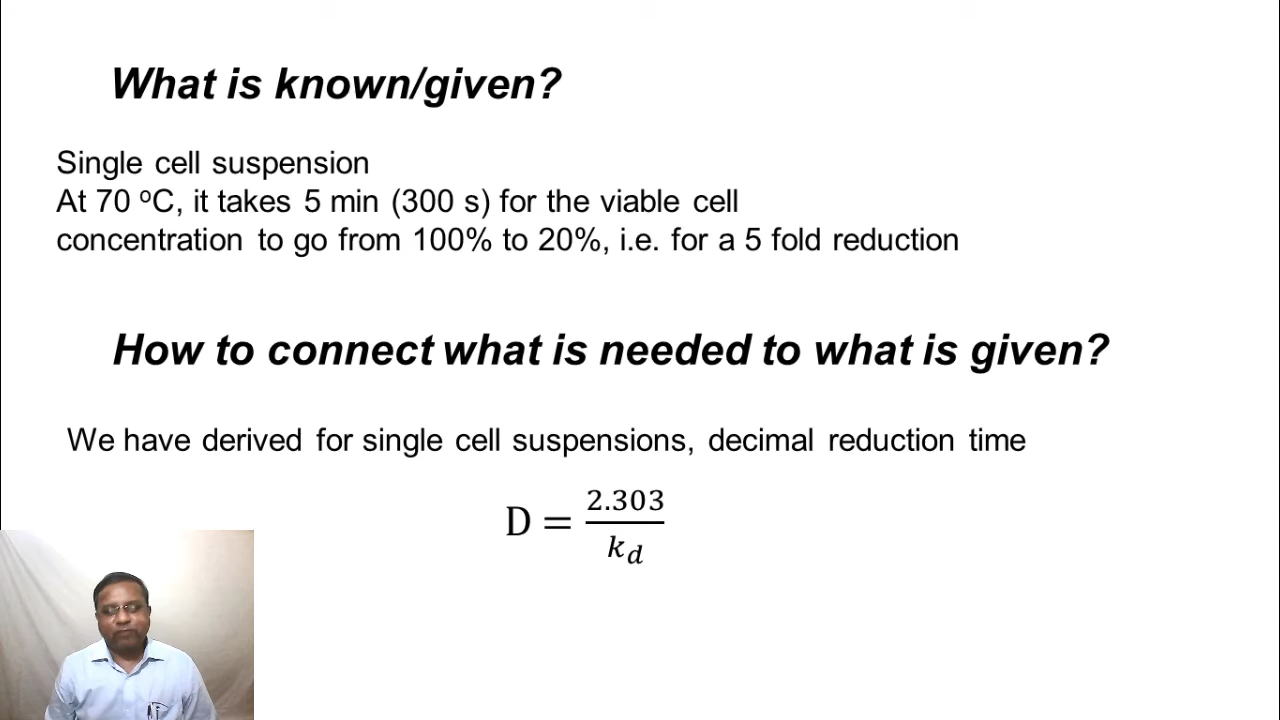 What is known/given?
Single cell suspension
At 70 ᵒC, it takes 5 min (300 s) for the viable cell
concentration to go from 100% to 20%, i.e. for a 5 fold reduction
How to connect what is needed to what is given?
We have derived for single cell suspensions, decimal reduction time
D = 2.303 / k_d